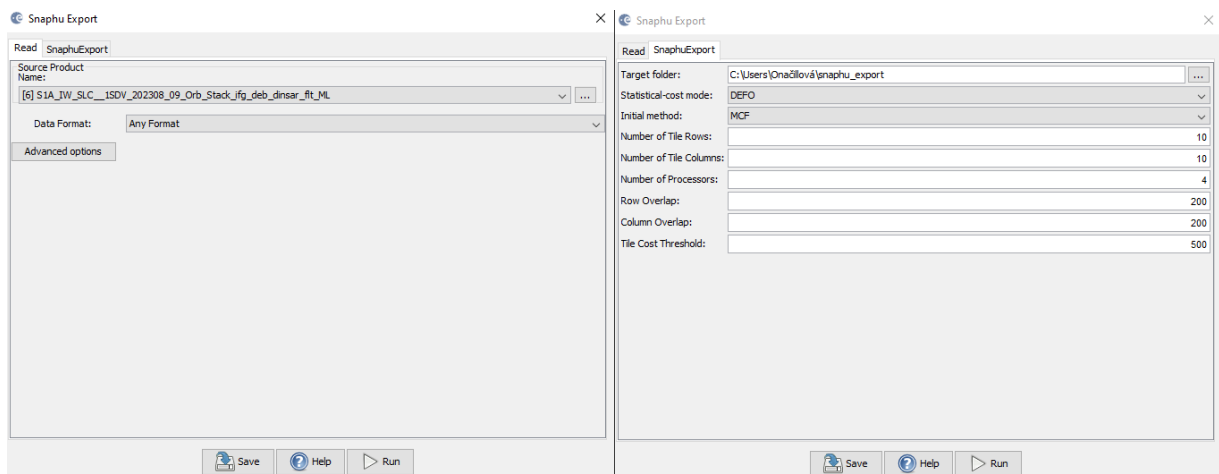 Snaphu Export
Read SnaphuExport
Source Product
Name:
[6] S1A_IW_SLC__1SDV_202308_09_Orb_Stack_ifg_deb_dinsar_flt_ML
...
Data Format: Any Format
Advanced options
Save Help Run
Snaphu Export
Read SnaphuExport
Target folder: C:\Users\Onačillová\snaphu_export ...
Statistical-cost mode: DEFO
Initial method: MCF
Number of Tile Rows: 10
Number of Tile Columns: 10
Number of Processors: 4
Row Overlap: 200
Column Overlap: 200
Tile Cost Threshold: 500
Save Help Run